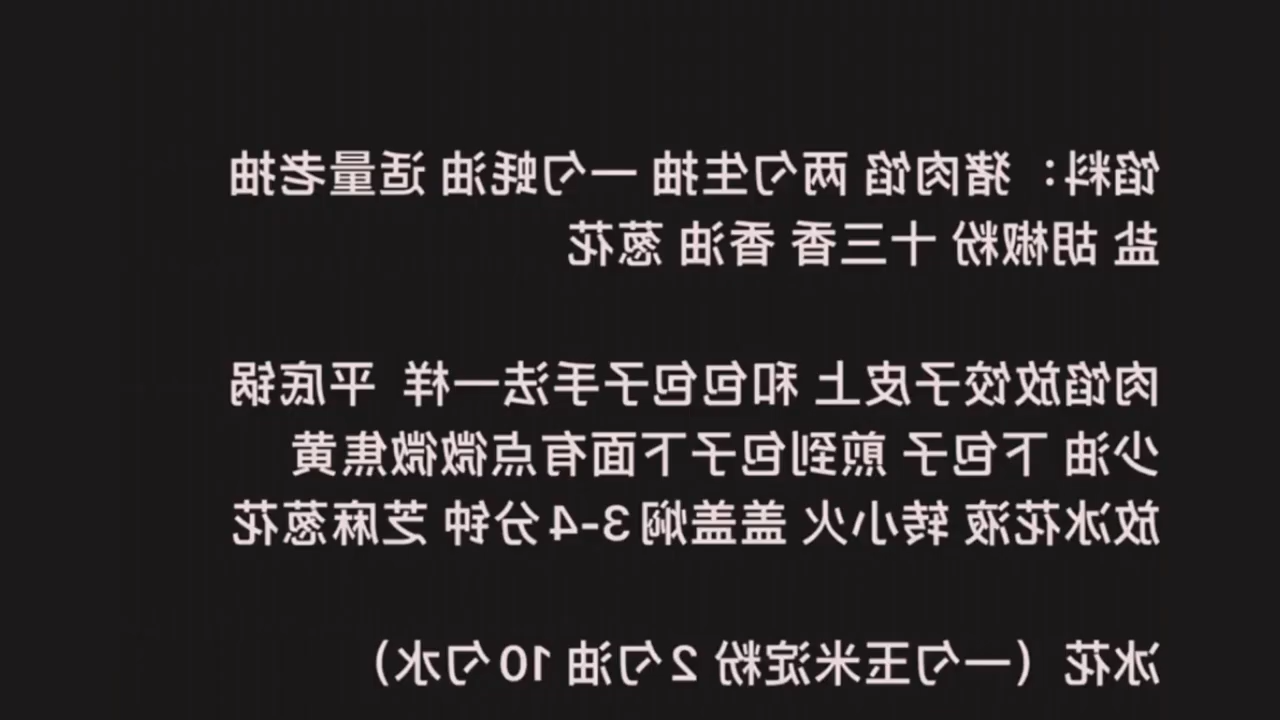 馅料：猪肉馅 两勺生抽 一勺蚝油 适量老抽
盐 胡椒粉 十三香 香油 葱花
肉馅放饺子皮上 和包包子手法一样 平底锅
少油 下包子 煎到包子下面有点微微焦黄
放冰花液 转小火 盖盖焖3-4分钟 芝麻葱花
冰花（一勺玉米淀粉 2勺油 10勺水）